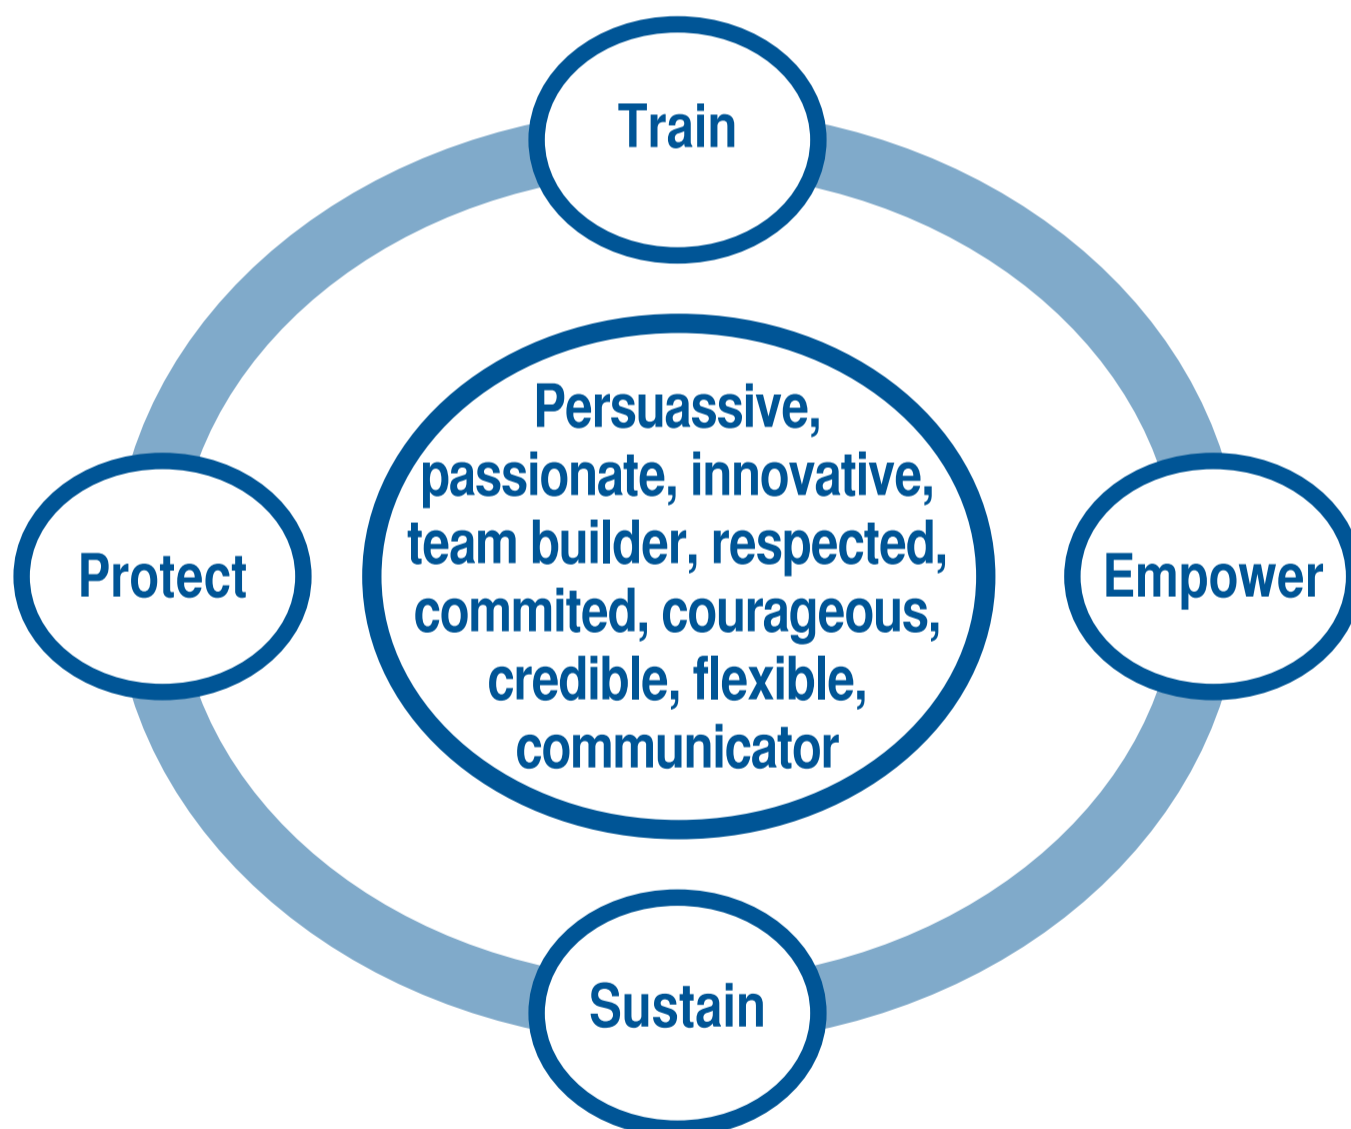 Train
Persuassive,
passionate, innovative,
team builder, respected,
commited, courageous,
credible, flexible,
communicator
Protect
Empower
Sustain